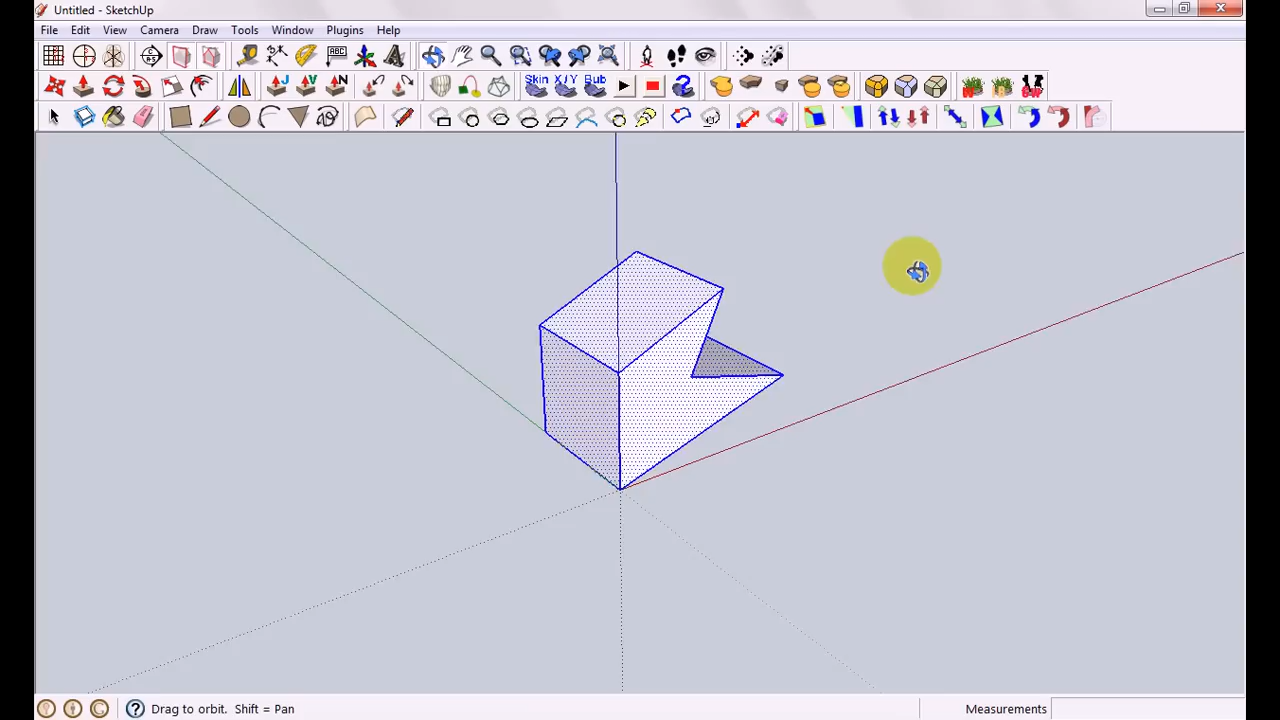 Untitled - SketchUp
File Edit View Camera Draw Tools Window Plugins Help
ABC A
J V N Skin X/Y Bub
Drag to orbit. Shift = Pan Measurements